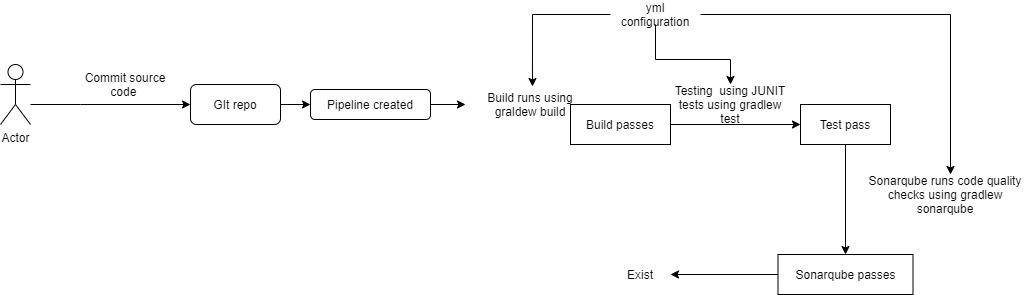 yml
configuration
Commit source
code
GIt repo
Pipeline created
Actor
Build runs using
graldew build
Testing using JUNIT
tests using gradlew
test
Build passes
Test pass
Sonarqube runs code quality
checks using gradlew
sonarqube
Sonarqube passes
Exist